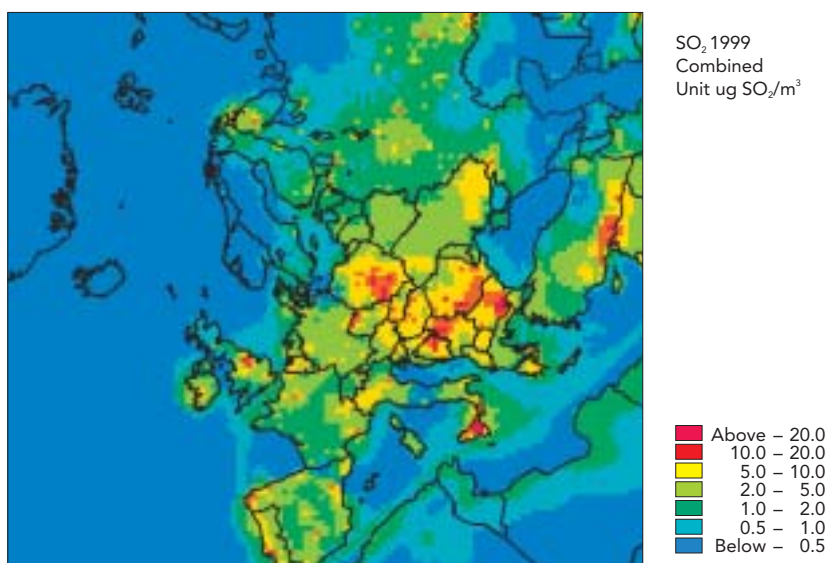 SO₂ 1999
Combined
Unit ug SO₂/m³
Above – 20.0
10.0 – 20.0
5.0 – 10.0
2.0 – 5.0
1.0 – 2.0
0.5 – 1.0
Below – 0.5